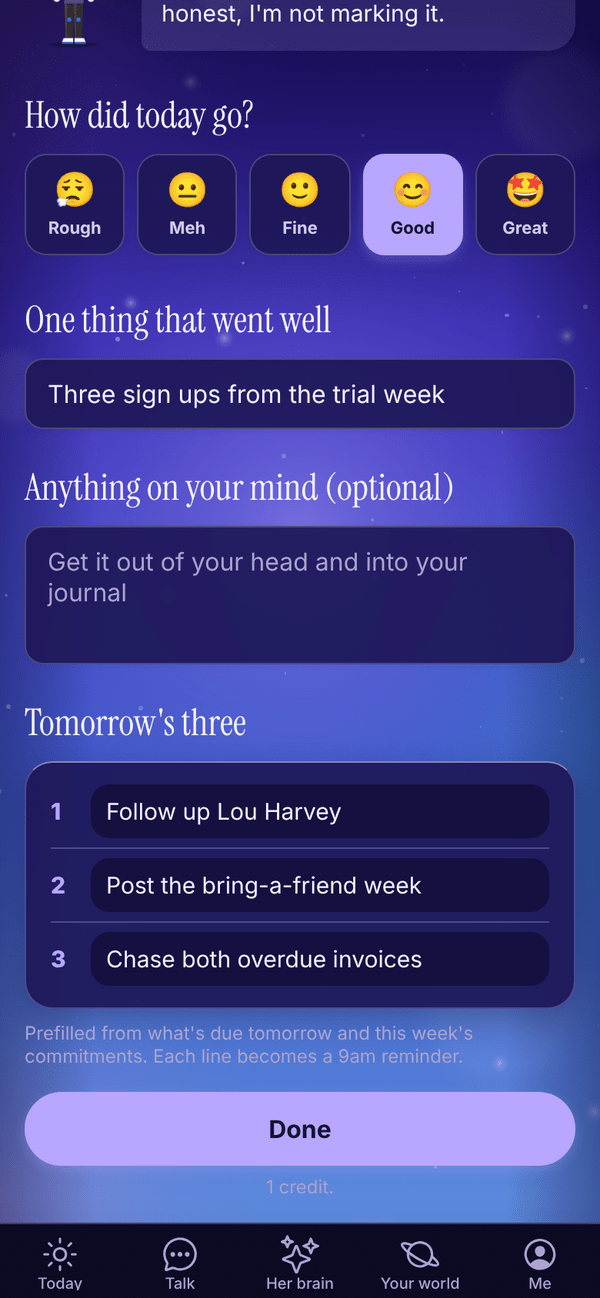 honest, I'm not marking it.
How did today go?
Rough
Meh
Fine
Good
Great
One thing that went well
Three sign ups from the trial week
Anything on your mind (optional)
Get it out of your head and into your
journal
Tomorrow's three
1 Follow up Lou Harvey
2 Post the bring-a-friend week
3 Chase both overdue invoices
Prefilled from what's due tomorrow and this week's
commitments. Each line becomes a 9am reminder.
Done
1 credit.
Today
Talk
Her brain
Your world
Me